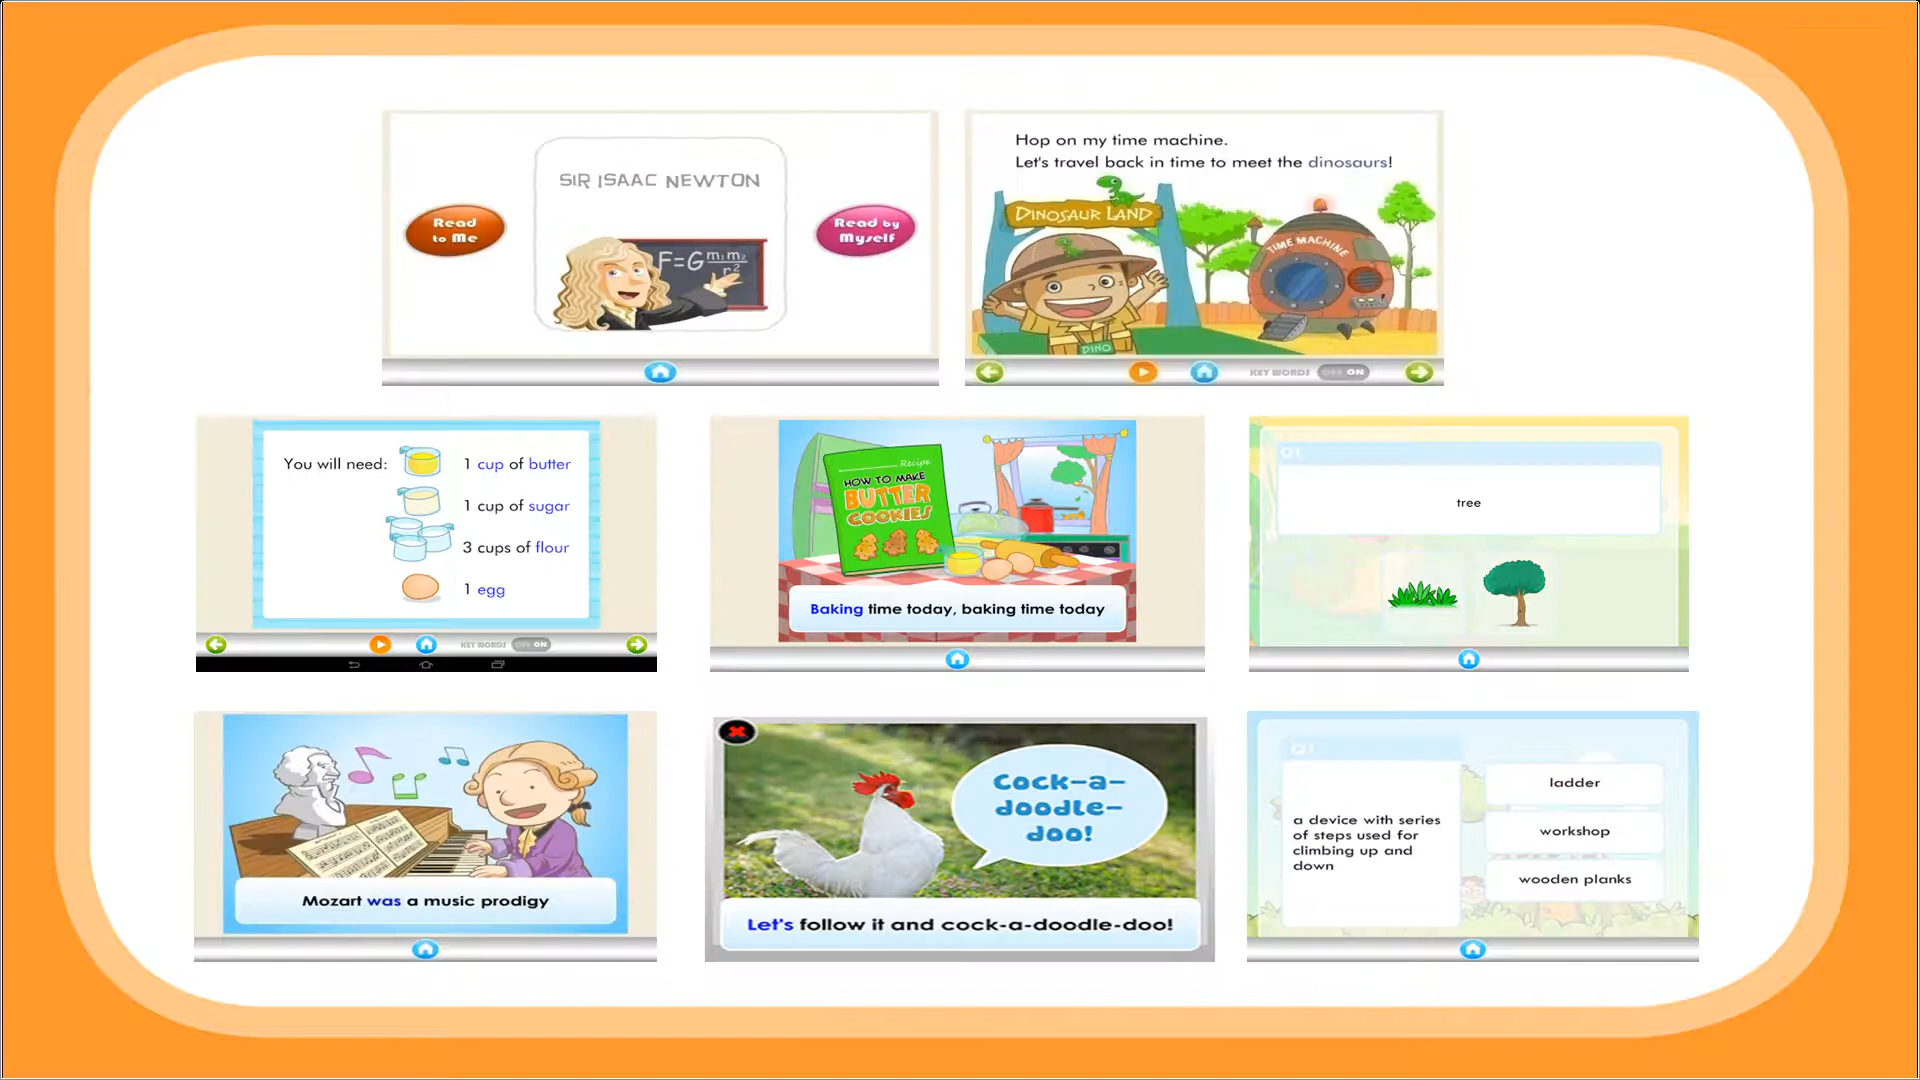 SIR ISAAC NEWTON
Read
to Me
Read by
Myself
F=G m₁m₂
r²
Hop on my time machine.
Let's travel back in time to meet the dinosaurs!
DINOSAUR LAND
TIME MACHINE
DINO
KEY WORDS OFF ON
You will need:
1 cup of butter
1 cup of sugar
3 cups of flour
1 egg
KEY WORDS OFF ON
Recipe
HOW TO MAKE
BUTTER
COOKIES
Baking time today, baking time today
Q1
tree
Mozart was a music prodigy
Cock-a-
doodle-
doo!
Let's follow it and cock-a-doodle-doo!
Q1
a device with series
of steps used for
climbing up and
down
ladder
workshop
wooden planks